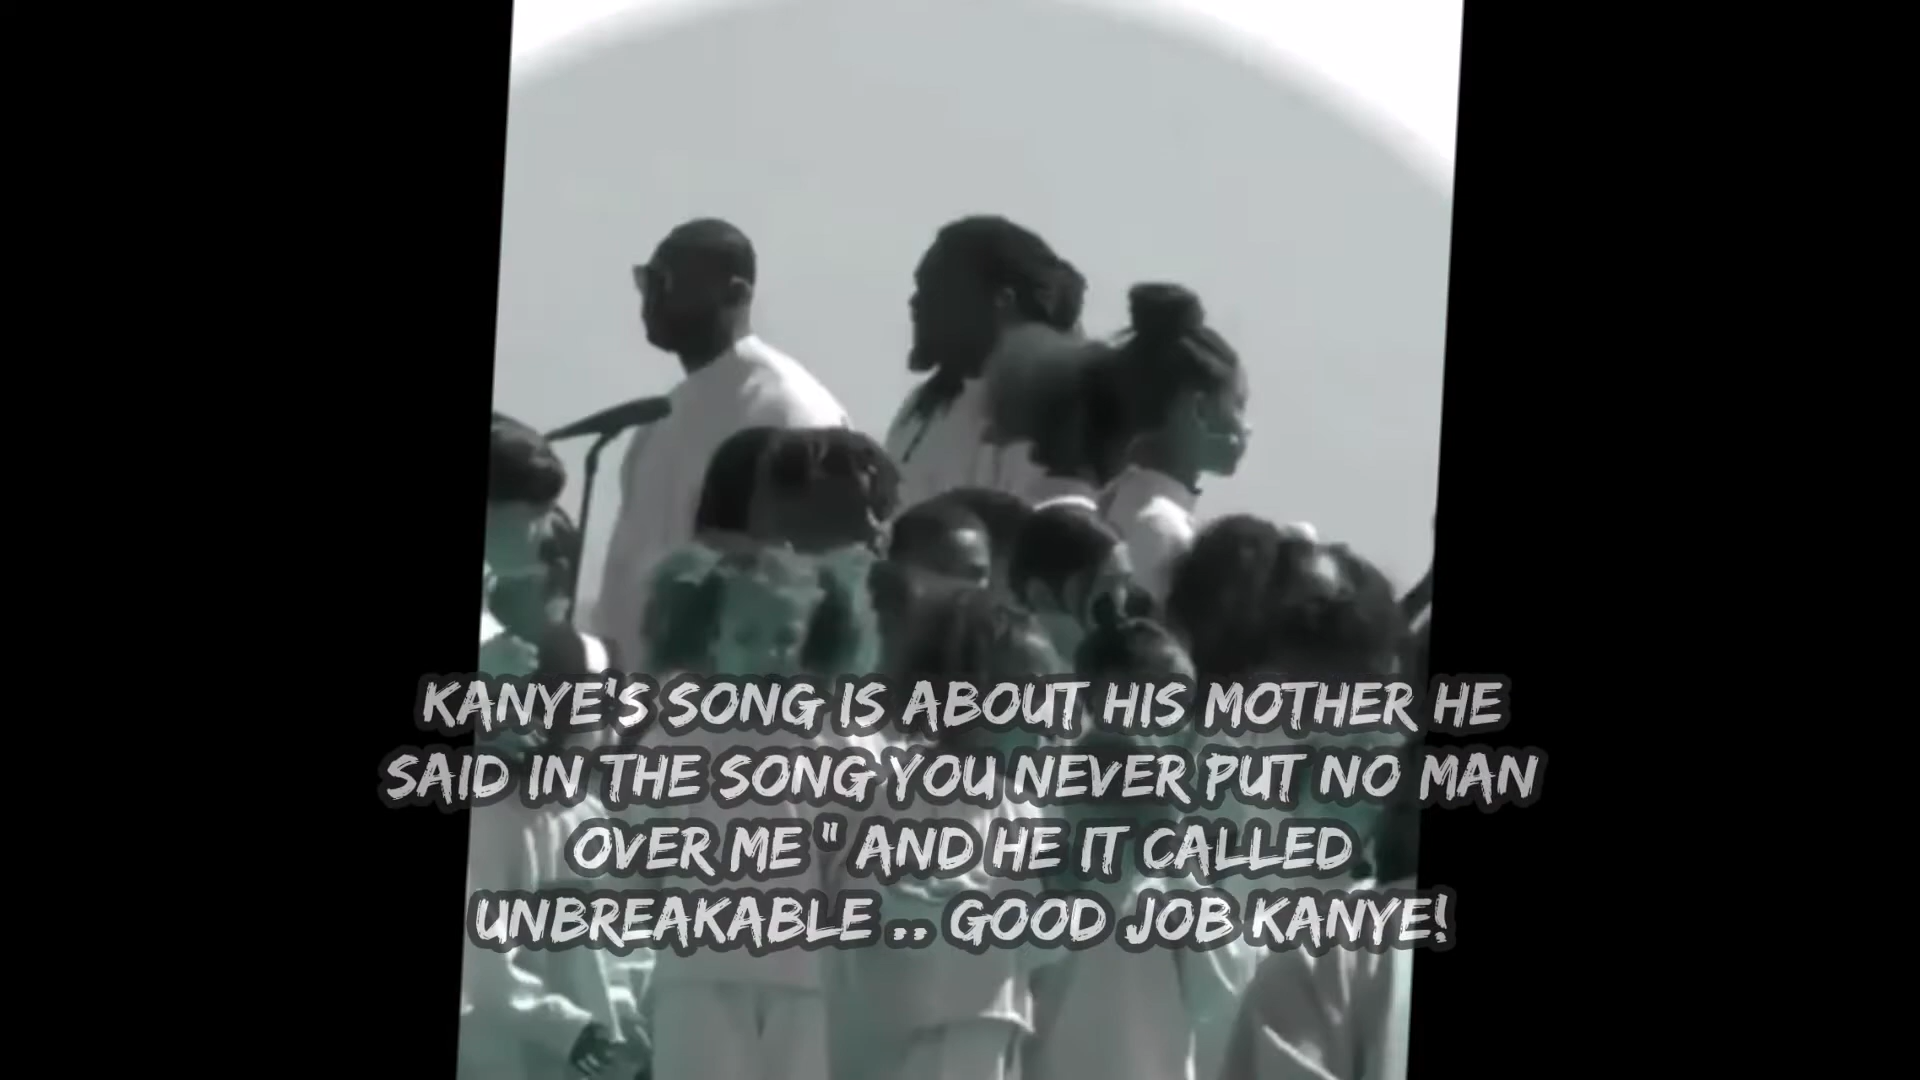 KANYE'S SONG IS ABOUT HIS MOTHER HE
SAID IN THE SONG YOU NEVER PUT NO MAN
OVER ME " AND HE IT CALLED
UNBREAKABLE .. GOOD JOB KANYE!